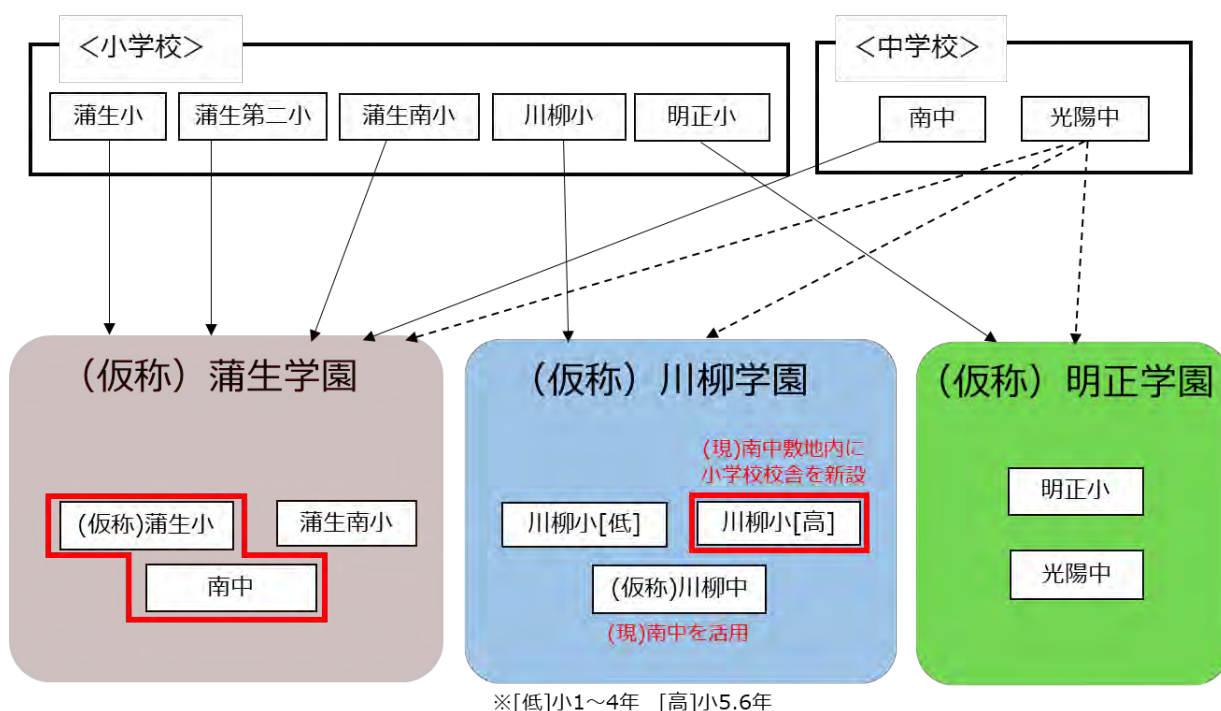 ＜小学校＞
＜中学校＞
蒲生小
蒲生第二小
蒲生南小
川柳小
明正小
南中
光陽中
（仮称）蒲生学園
(仮称)蒲生小
蒲生南小
南中
（仮称）川柳学園
(現)南中敷地内に
小学校校舎を新設
川柳小[低]
川柳小[高]
(仮称)川柳中
(現)南中を活用
（仮称）明正学園
明正小
光陽中
※[低]小1～4年　[高]小5.6年